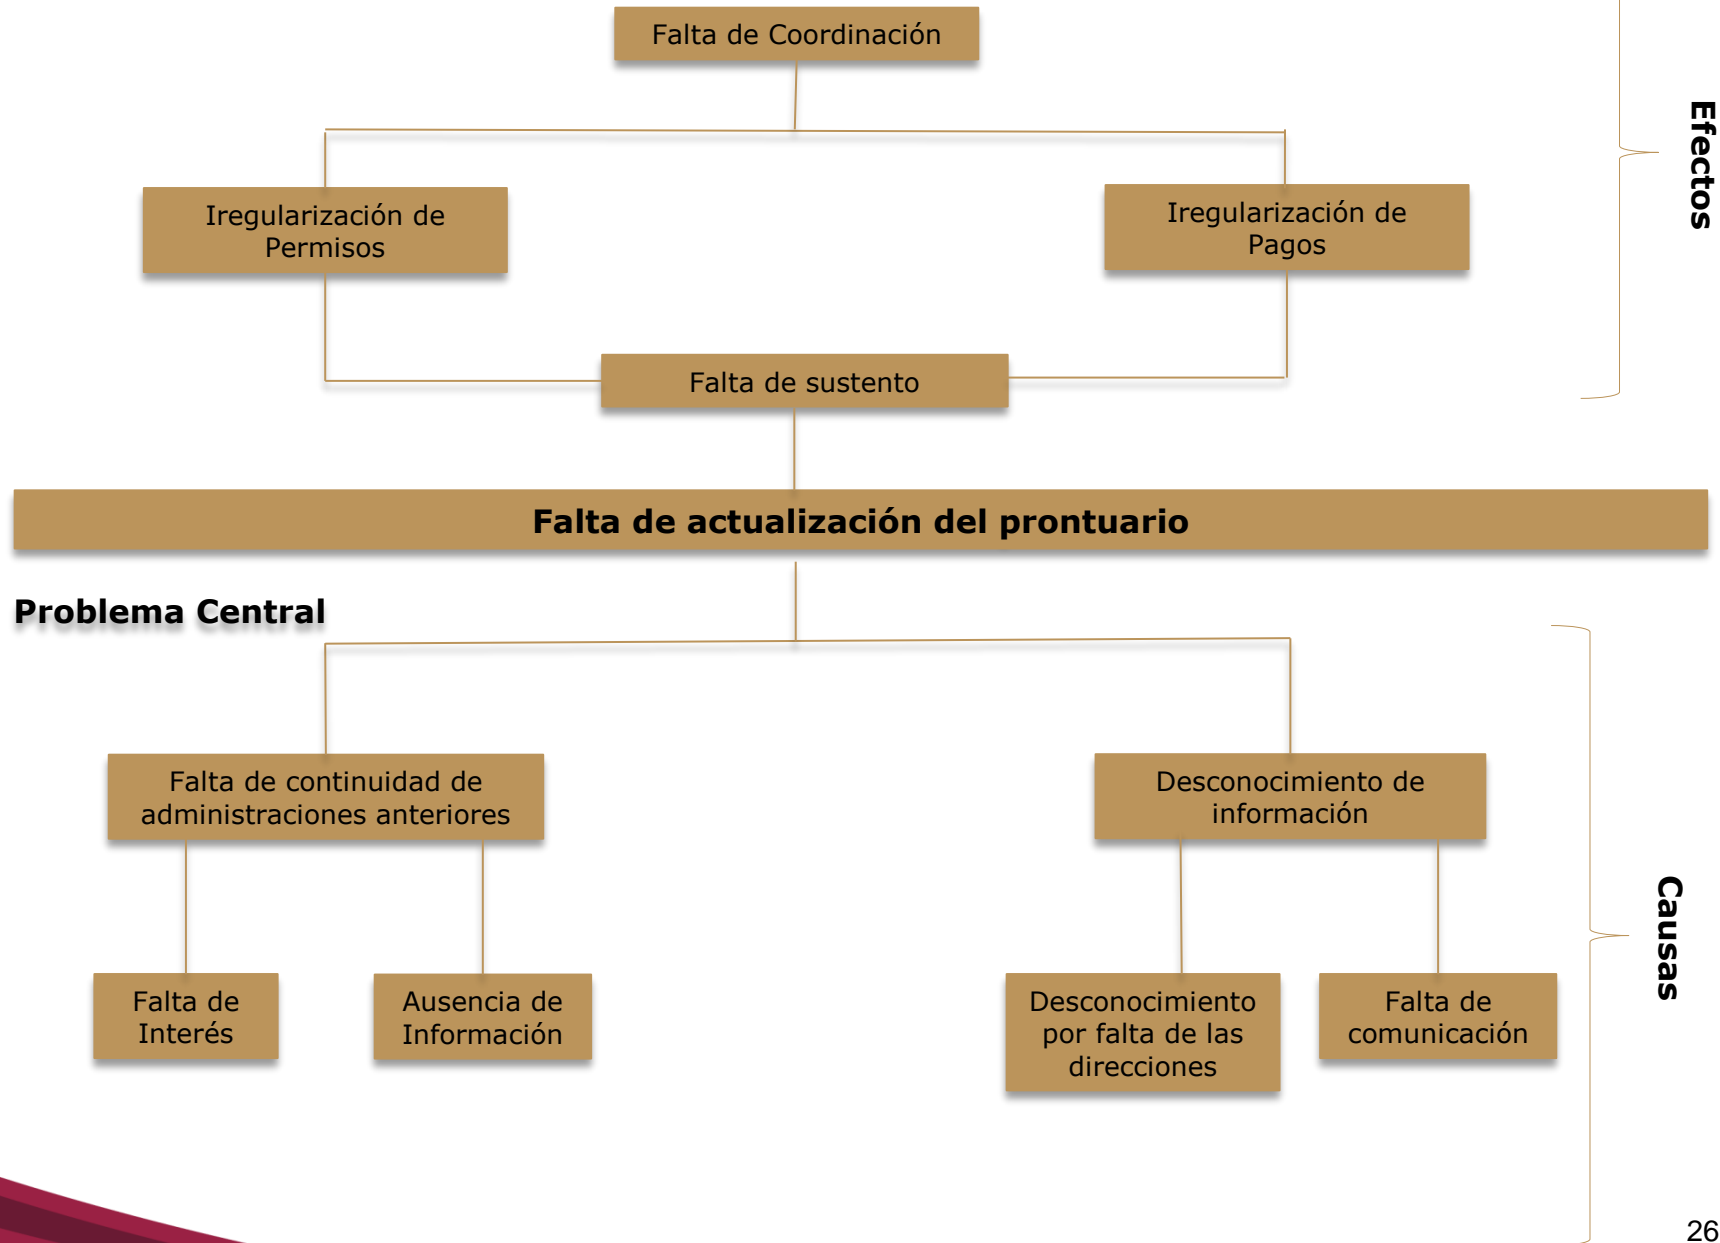 Falta de Coordinación
Efectos
Iregularización de
Permisos
Iregularización de
Pagos
Falta de sustento
Falta de actualización del prontuario
Problema Central
Falta de continuidad de
administraciones anteriores
Desconocimiento de
información
Causas
Falta de
Interés
Ausencia de
Información
Desconocimiento
por falta de las
direcciones
Falta de
comunicación
26